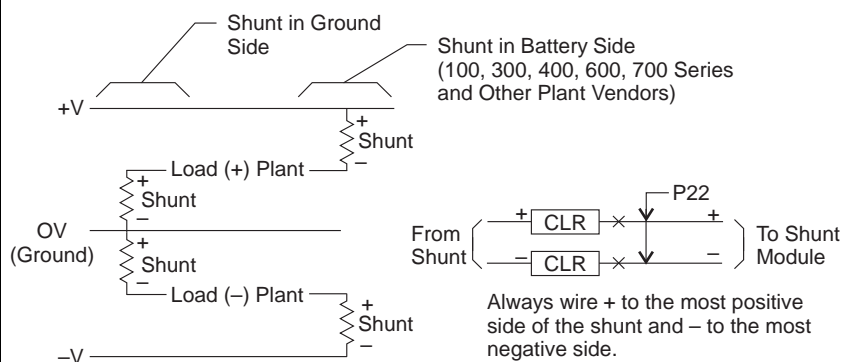 Shunt in Ground
Side
Shunt in Battery Side
(100, 300, 400, 600, 700 Series
and Other Plant Vendors)
+V
+
Shunt
–
Load (+) Plant
+
Shunt
–
OV
(Ground)
+
Shunt
–
Load (–) Plant
+
Shunt
–
–V
P22
From
Shunt
+
CLR
+
–
CLR
–
To Shunt
Module
Always wire + to the most positive
side of the shunt and – to the most
negative side.